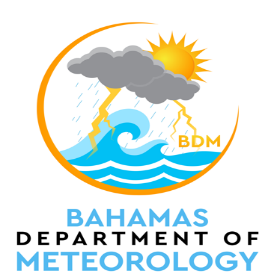 BDM
BAHAMAS
DEPARTMENT OF
METEOROLOGY